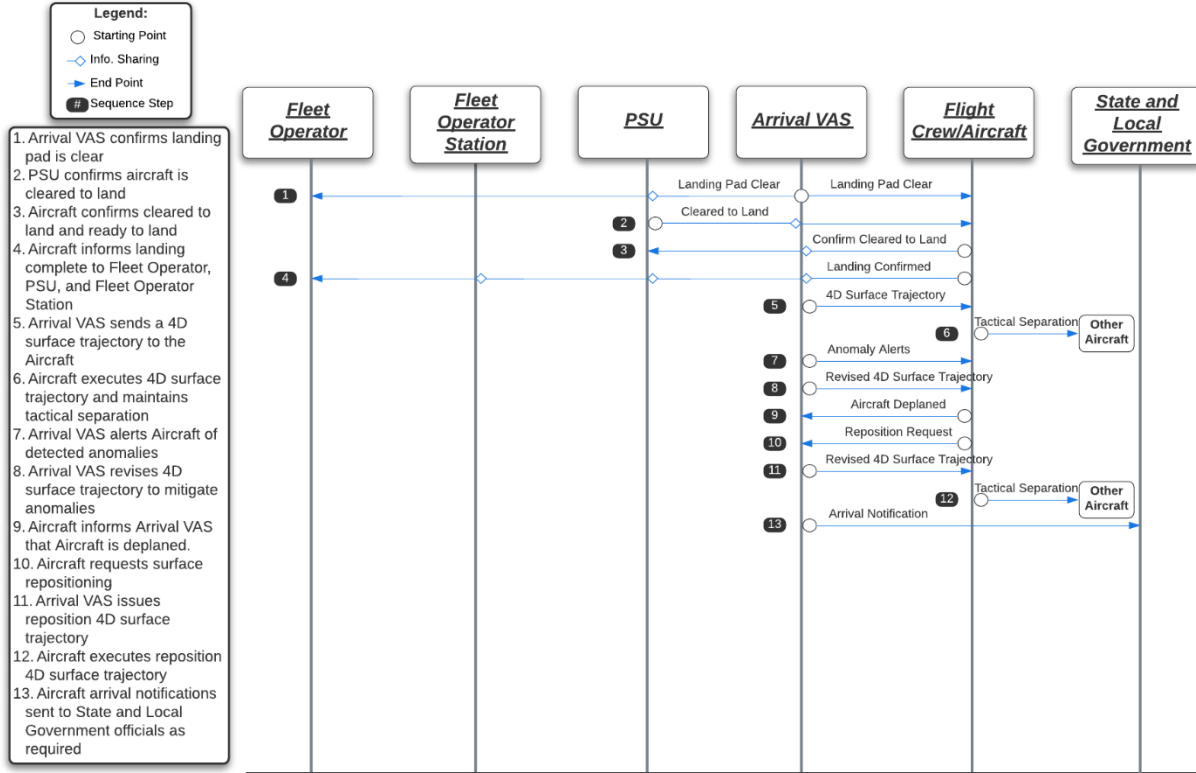 Legend:
Starting Point
Info. Sharing
End Point
# Sequence Step
1. Arrival VAS confirms landing
pad is clear
2. PSU confirms aircraft is
cleared to land
3. Aircraft confirms cleared to
land and ready to land
4. Aircraft informs landing
complete to Fleet Operator,
PSU, and Fleet Operator
Station
5. Arrival VAS sends a 4D
surface trajectory to the
Aircraft
6. Aircraft executes 4D surface
trajectory and maintains
tactical separation
7. Arrival VAS alerts Aircraft of
detected anomalies
8. Arrival VAS revises 4D
surface trajectory to mitigate
anomalies
9. Aircraft informs Arrival VAS
that Aircraft is deplaned.
10. Aircraft requests surface
repositioning
11. Arrival VAS issues
reposition 4D surface
trajectory
12. Aircraft executes reposition
4D surface trajectory
13. Aircraft arrival notifications
sent to State and Local
Government officials as
required
Fleet
Operator
Fleet
Operator
Station
PSU
Arrival VAS
Flight
Crew/Aircraft
State and
Local
Government
1 Landing Pad Clear Landing Pad Clear
2 Cleared to Land
3 Confirm Cleared to Land
4 Landing Confirmed
5 4D Surface Trajectory
6 Tactical Separation Other
Aircraft
7 Anomaly Alerts
8 Revised 4D Surface Trajectory
9 Aircraft Deplaned
10 Reposition Request
11 Revised 4D Surface Trajectory
12 Tactical Separation Other
Aircraft
13 Arrival Notification